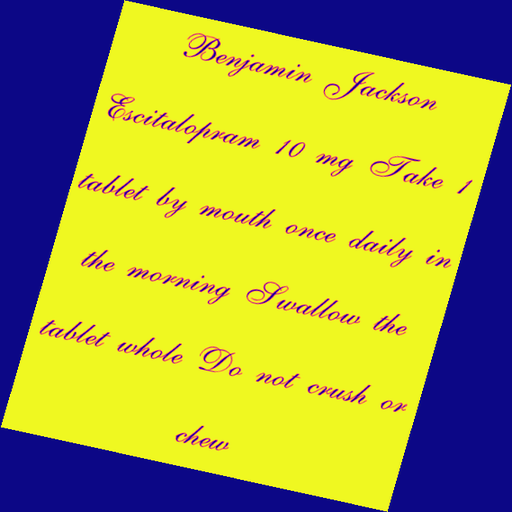 Benjamin Jackson
Escitalopram 10 mg Take 1
tablet by mouth once daily in
the morning Swallow the
tablet whole Do not crush or
chew